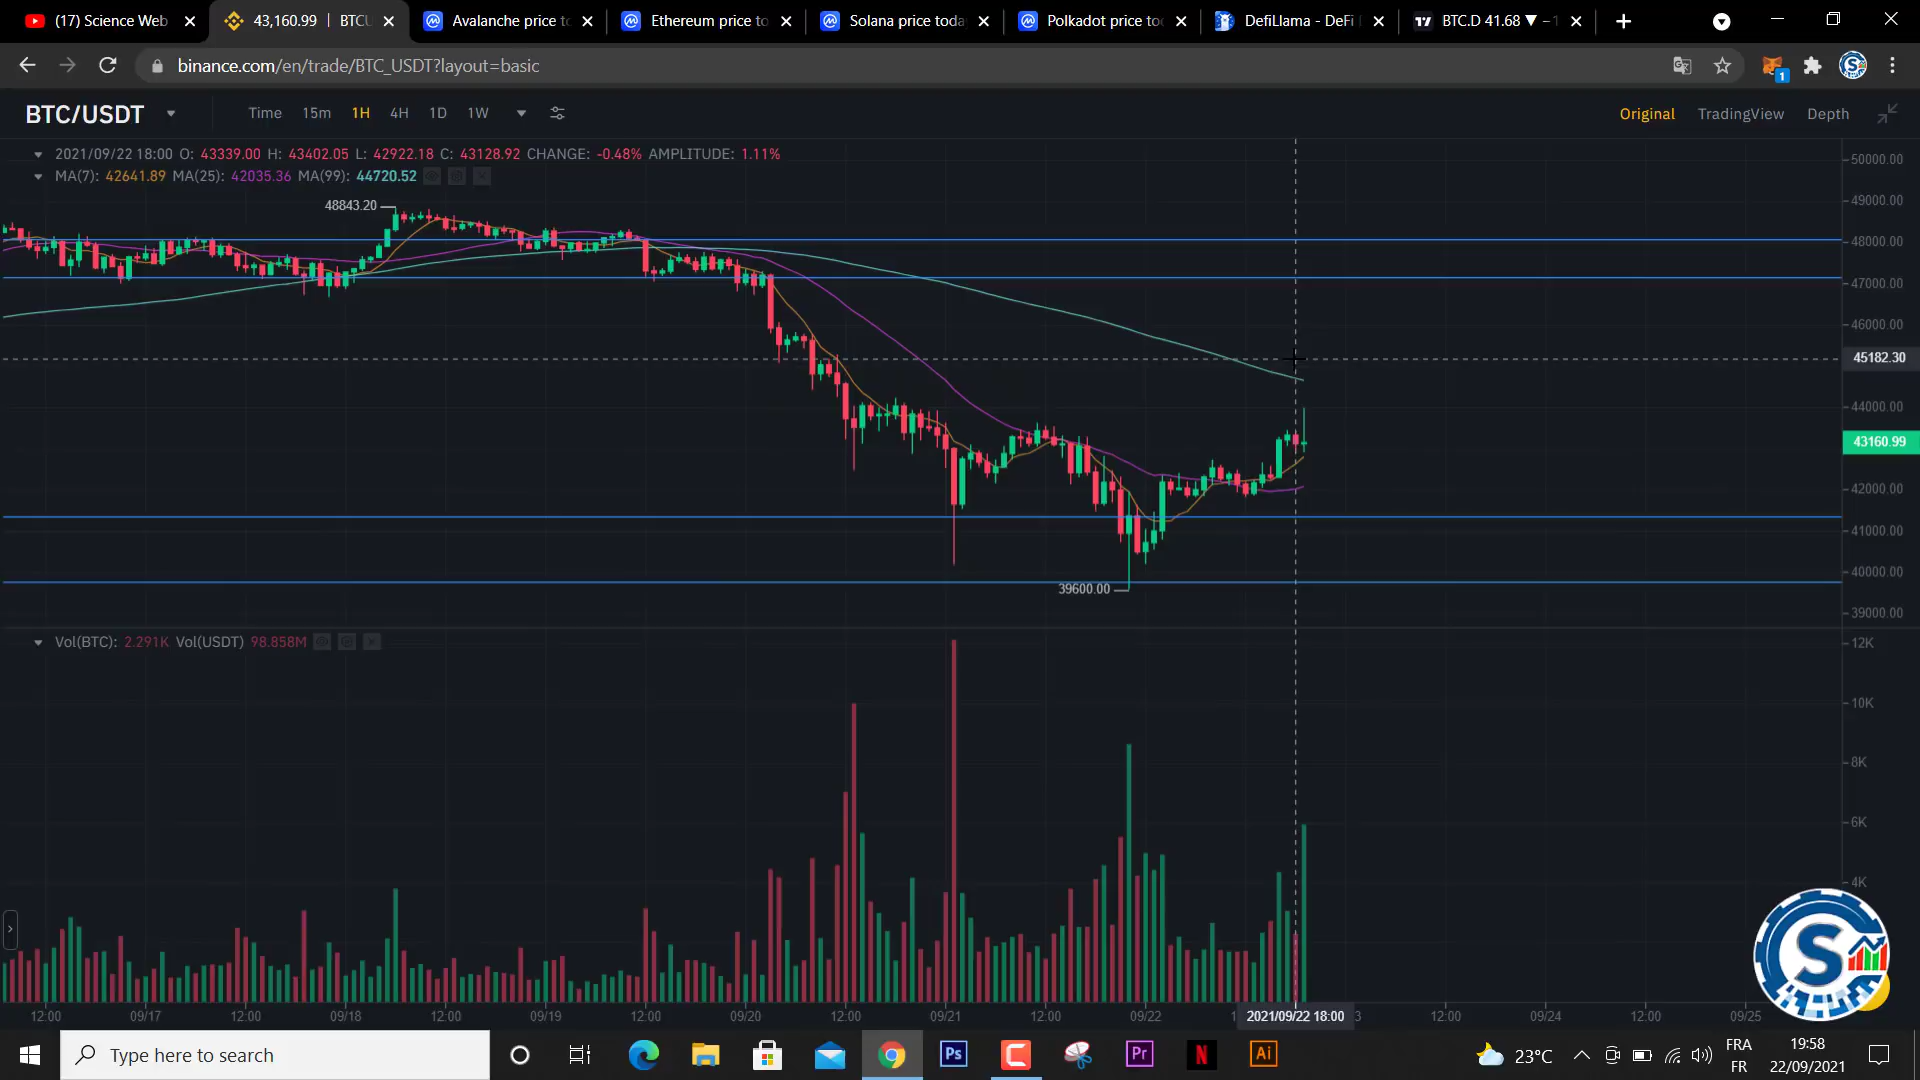 (17) Science Web
43,160.99 | BTCU
Avalanche price to
Ethereum price to
Solana price toda
Polkadot price to
DefiLlama - DeFi
BTC.D 41.68 ▼ −
binance.com/en/trade/BTC_USDT?layout=basic
1
BTC/USDT
Time 15m 1H 4H 1D 1W
Original TradingView Depth
2021/09/22 18:00 O: 43339.00 H: 43402.05 L: 42922.18 C: 43128.92 CHANGE: -0.48% AMPLITUDE: 1.11%
MA(7): 42641.89 MA(25): 42035.36 MA(99): 44720.52
50000.00
48843.20
49000.00
48000.00
47000.00
46000.00
45182.30
44000.00
43160.99
42000.00
41000.00
40000.00
39600.00
39000.00
Vol(BTC): 2.291K Vol(USDT) 98.858M
12K
10K
8K
6K
4K
S
12:00 09/17 12:00 09/18 12:00 09/19 12:00 09/20 12:00 09/21 12:00 09/22 2021/09/22 18:00 3 12:00 09/24 12:00 09/25
Type here to search
Ps
Pr
N
Ai
23°C
FRA
FR
19:58
22/09/2021